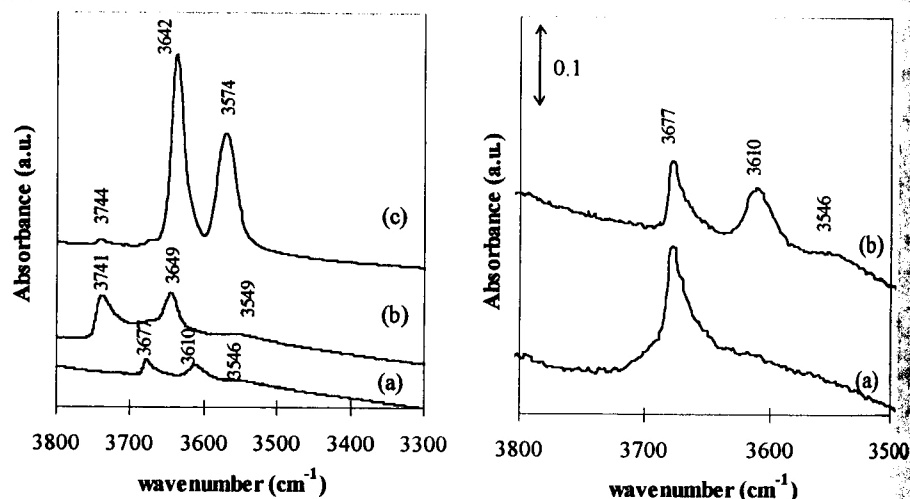 3642
3574
3744
(c)
3741
3649
3549
(b)
3677
3610
3546
(a)
Absorbance (a.u.)
3800 3700 3600 3500 3400 3300
wavenumber (cm⁻¹)
0.1
3677
3610
3546
(b)
(a)
Absorbance (a.u.)
3800 3700 3600 3500
wavenumber (cm⁻¹)